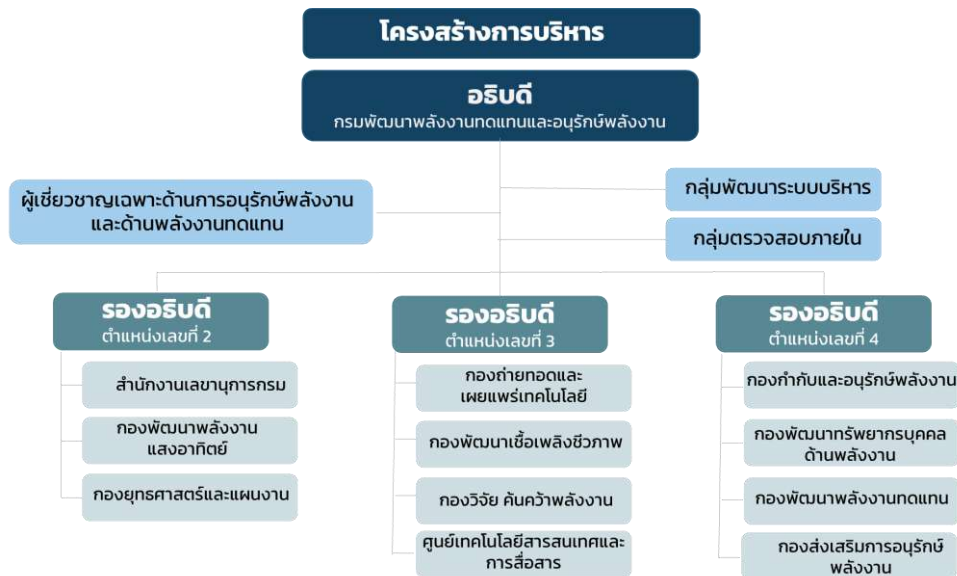 โครงสร้างการบริหาร
อธิบดี
กรมพัฒนาพลังงานทดแทนและอนุรักษ์พลังงาน
ผู้เชี่ยวชาญเฉพาะด้านการอนุรักษ์พลังงาน
และด้านพลังงานทดแทน
กลุ่มพัฒนาระบบบริหาร
กลุ่มตรวจสอบภายใน
รองอธิบดี
ตำแหน่งเลขที่ 2
สำนักงานเลขานุการกรม
กองพัฒนาพลังงาน
แสงอาทิตย์
กองยุทธศาสตร์และแผนงาน
รองอธิบดี
ตำแหน่งเลขที่ 3
กองถ่ายทอดและ
เผยแพร่เทคโนโลยี
กองพัฒนาเชื้อเพลิงชีวภาพ
กองวิจัย ค้นคว้าพลังงาน
ศูนย์เทคโนโลยีสารสนเทศและ
การสื่อสาร
รองอธิบดี
ตำแหน่งเลขที่ 4
กองกำกับและอนุรักษ์พลังงาน
กองพัฒนาทรัพยากรบุคคล
ด้านพลังงาน
กองพัฒนาพลังงานทดแทน
กองส่งเสริมการอนุรักษ์
พลังงาน